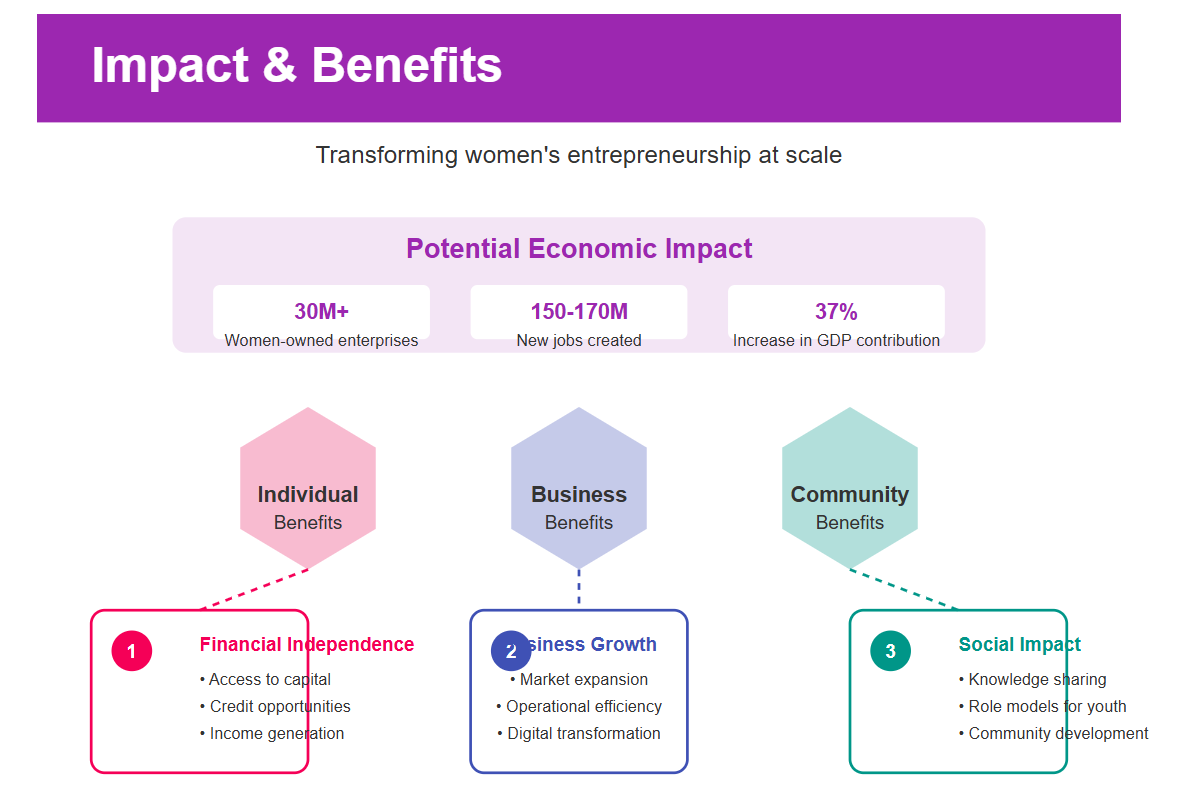 Impact & Benefits
Transforming women's entrepreneurship at scale
Potential Economic Impact
30M+
Women-owned enterprises
150-170M
New jobs created
37%
Increase in GDP contribution
Individual
Benefits
Business
Benefits
Community
Benefits
1
Financial Independence
• Access to capital
• Credit opportunities
• Income generation
2
siness Growth
• Market expansion
• Operational efficiency
• Digital transformation
3
Social Impact
• Knowledge sharing
• Role models for youth
• Community development